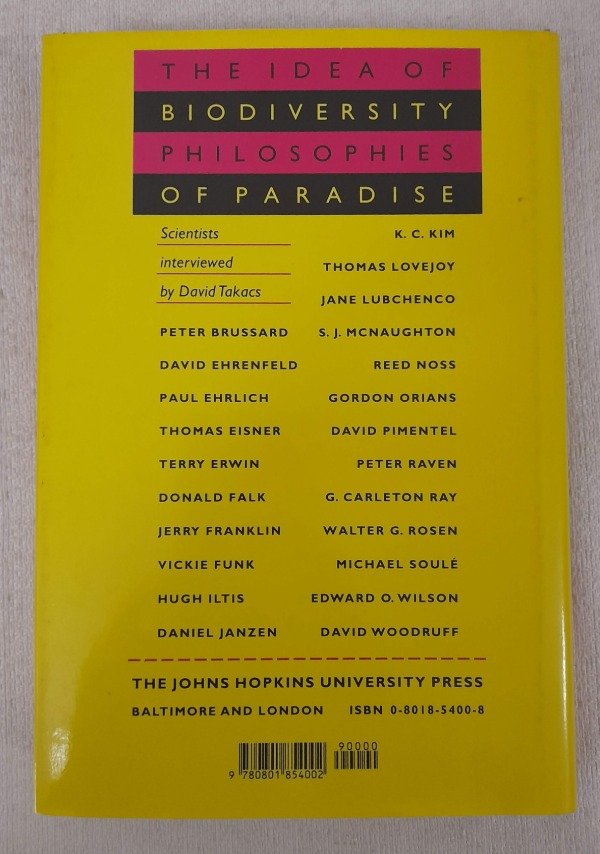 THE IDEA OF
BIODIVERSITY
PHILOSOPHIES
OF PARADISE
Scientists
interviewed
by David Takacs
PETER BRUSSARD
DAVID EHRENFELD
PAUL EHRLICH
THOMAS EISNER
TERRY ERWIN
DONALD FALK
JERRY FRANKLIN
VICKIE FUNK
HUGH ILTIS
DANIEL JANZEN
K. C. KIM
THOMAS LOVEJOY
JANE LUBCHENCO
S. J. MCNAUGHTON
REED NOSS
GORDON ORIANS
DAVID PIMENTEL
PETER RAVEN
G. CARLETON RAY
WALTER G. ROSEN
MICHAEL SOULÉ
EDWARD O. WILSON
DAVID WOODRUFF
THE JOHNS HOPKINS UNIVERSITY PRESS
BALTIMORE AND LONDON ISBN 0-8018-5400-8
90000
9 780801 854002